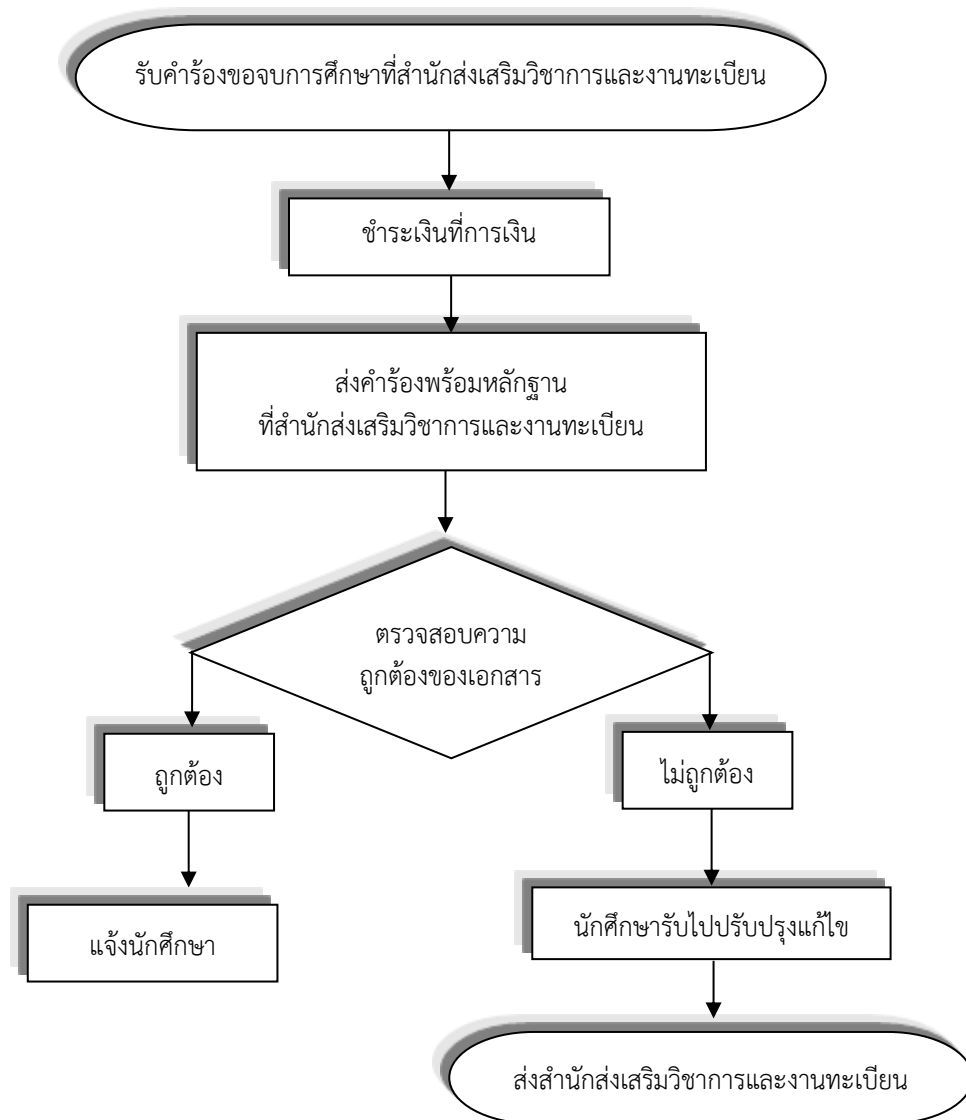 รับคำร้องขอจบการศึกษาที่สำนักส่งเสริมวิชาการและงานทะเบียน
ชำระเงินที่การเงิน
ส่งคำร้องพร้อมหลักฐาน
ที่สำนักส่งเสริมวิชาการและงานทะเบียน
ตรวจสอบความ
ถูกต้องของเอกสาร
ถูกต้อง
ไม่ถูกต้อง
แจ้งนักศึกษา
นักศึกษารับไปปรับปรุงแก้ไข
ส่งสำนักส่งเสริมวิชาการและงานทะเบียน